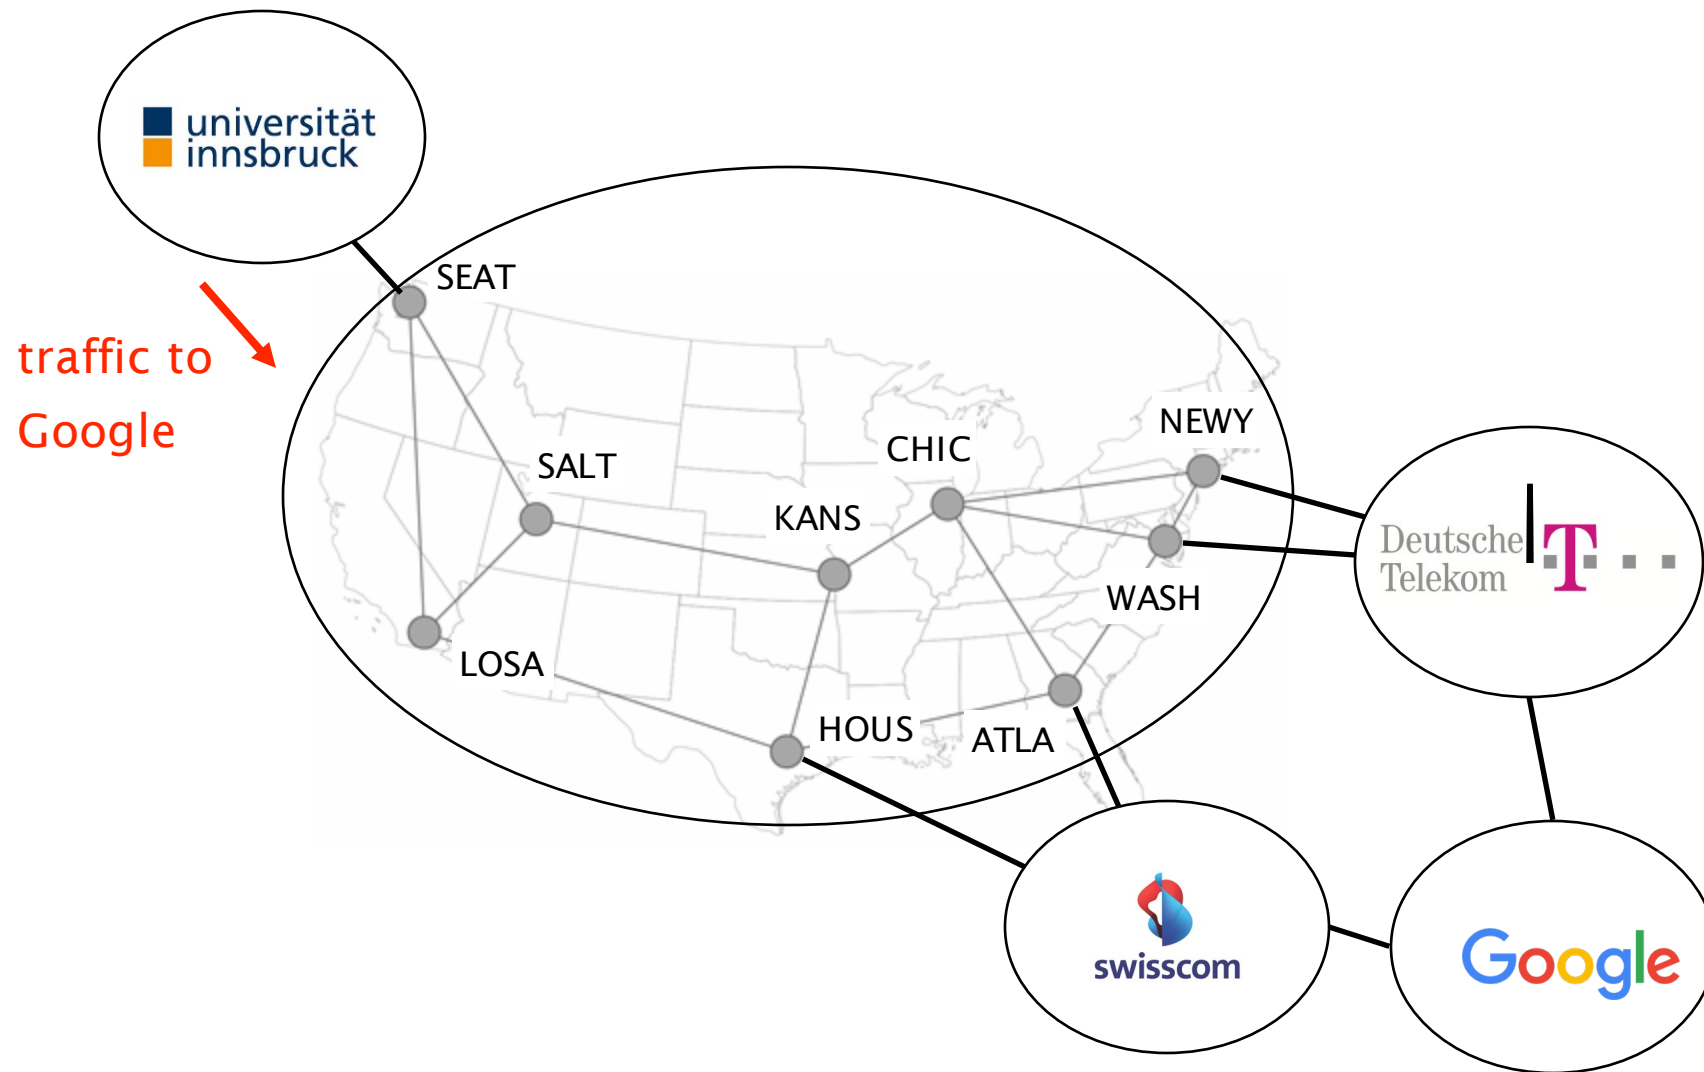 universität
innsbruck
SEAT
traffic to
Google
SALT
CHIC
NEWY
KANS
Deutsche
Telekom
T
WASH
LOSA
HOUS
ATLA
swisscom
Google